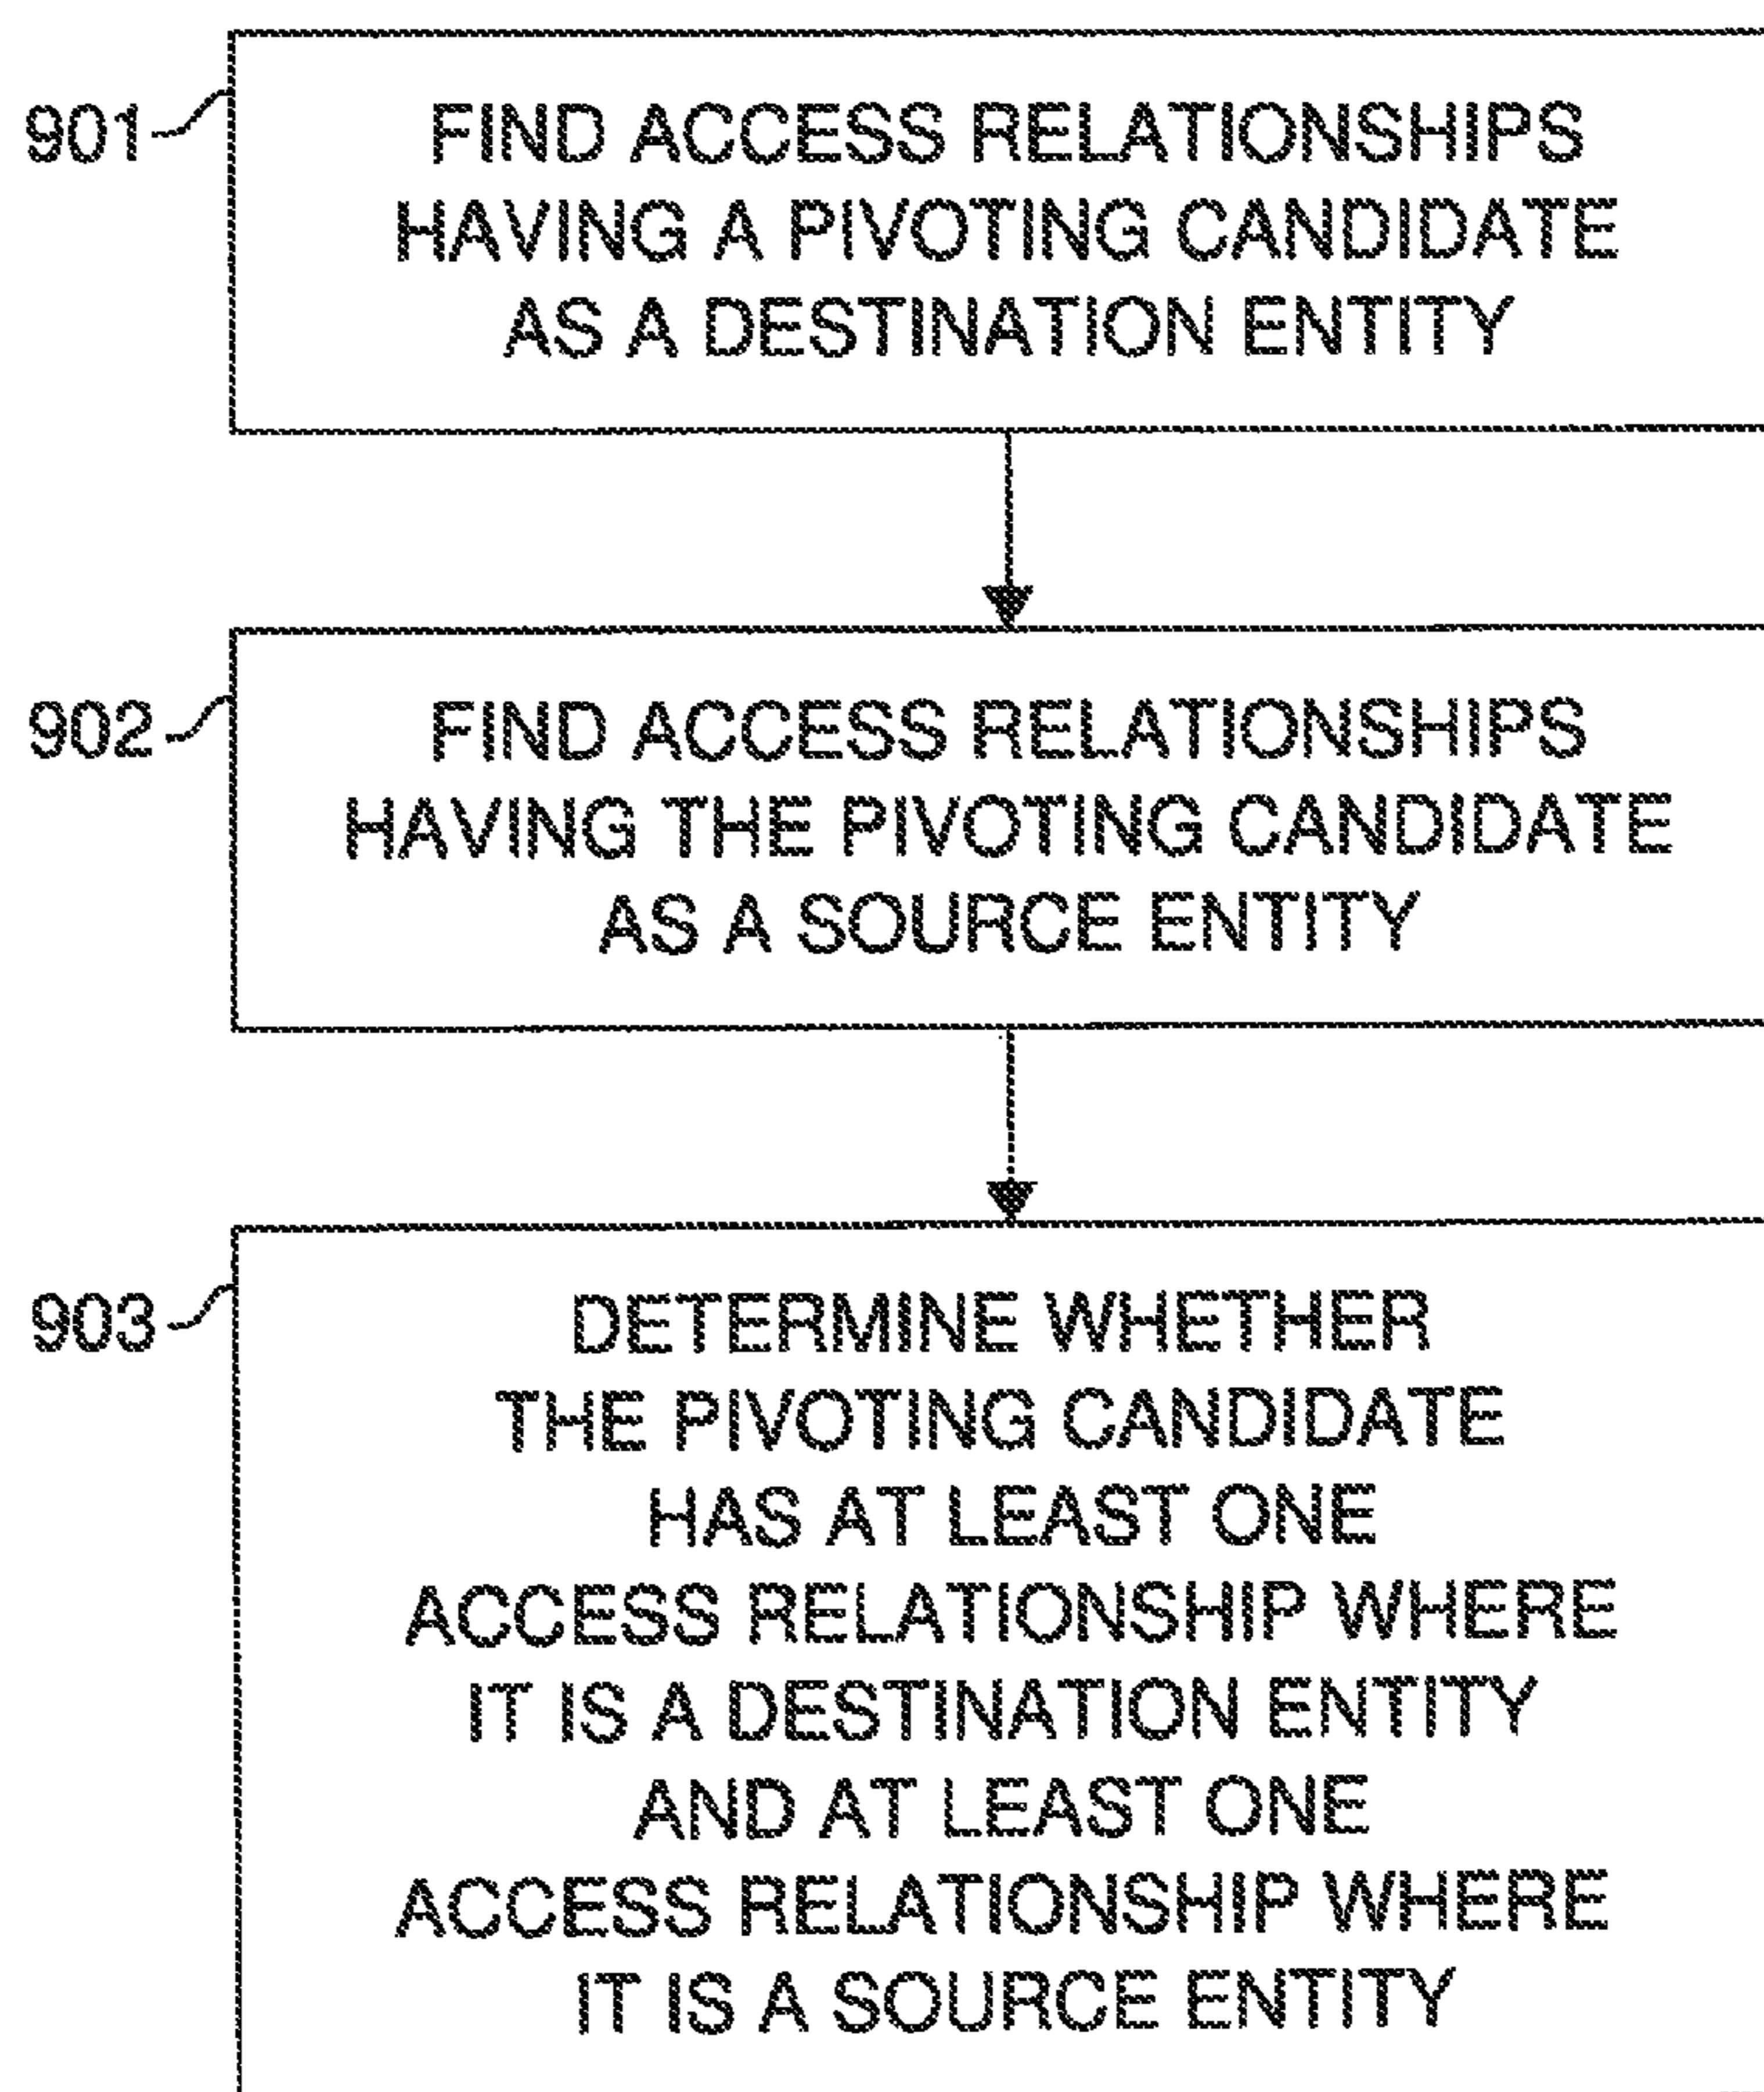 901
FIND ACCESS RELATIONSHIPS
HAVING A PIVOTING CANDIDATE
AS A DESTINATION ENTITY
902
FIND ACCESS RELATIONSHIPS
HAVING THE PIVOTING CANDIDATE
AS A SOURCE ENTITY
903
DETERMINE WHETHER
THE PIVOTING CANDIDATE
HAS AT LEAST ONE
ACCESS RELATIONSHIP WHERE
IT IS A DESTINATION ENTITY
AND AT LEAST ONE
ACCESS RELATIONSHIP WHERE
IT IS A SOURCE ENTITY